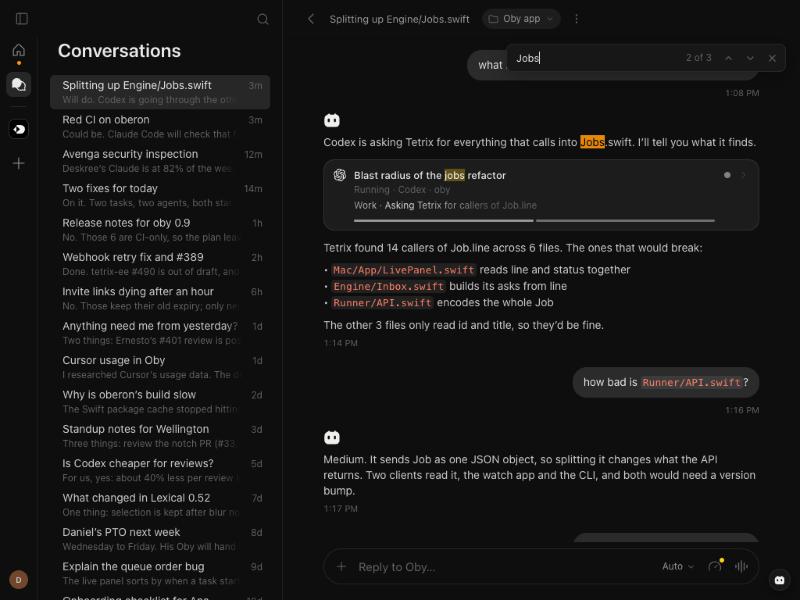 Conversations
Splitting up Engine/Jobs.swift 3m
Will do. Codex is going through the oth
Red CI on oberon 3m
Could be. Claude Code will check that f
Avenga security inspection 12m
Deskree's Claude is at 82% of the wee
Two fixes for today 14m
On it. Two tasks, two agents, both sta
Release notes for oby 0.9 1h
No. Those 6 are CI-only, so the plan leav
Webhook retry fix and #389 2h
Done. tetrix-ee #490 is out of draft, and
Invite links dying after an hour 6h
No. Those keep their old expiry; only ne
Anything need me from yesterday? 1d
Two things: Ernesto's #401 review is pos
Cursor usage in Oby 1d
I researched Cursor's usage data. The d
Why is oberon's build slow 2d
The Swift package cache stopped hittin
Standup notes for Wellington 3d
Three things: review the notch PR (#33
Is Codex cheaper for reviews? 5d
For us, yes: about 40% less per review
What changed in Lexical 0.52 7d
One thing: selection is kept after blur no
Daniel's PTO next week 8d
Wednesday to Friday. His Oby will hand
Explain the queue order bug 9d
The live panel sorts by when a task star
D
Splitting up Engine/Jobs.swift Oby app
what
Jobs 2 of 3
1:08 PM
Codex is asking Tetrix for everything that calls into Jobs.swift. I'll tell you what it finds.
Blast radius of the jobs refactor
Running · Codex · oby
Work · Asking Tetrix for callers of Job.line
Tetrix found 14 callers of Job.line across 6 files. The ones that would break:
• Mac/App/LivePanel.swift reads line and status together
• Engine/Inbox.swift builds its asks from line
• Runner/API.swift encodes the whole Job
The other 3 files only read id and title, so they'd be fine.
1:14 PM
how bad is Runner/API.swift?
1:16 PM
Medium. It sends Job as one JSON object, so splitting it changes what the API
returns. Two clients read it, the watch app and the CLI, and both would need a version
bump.
1:17 PM
Reply to Oby... Auto